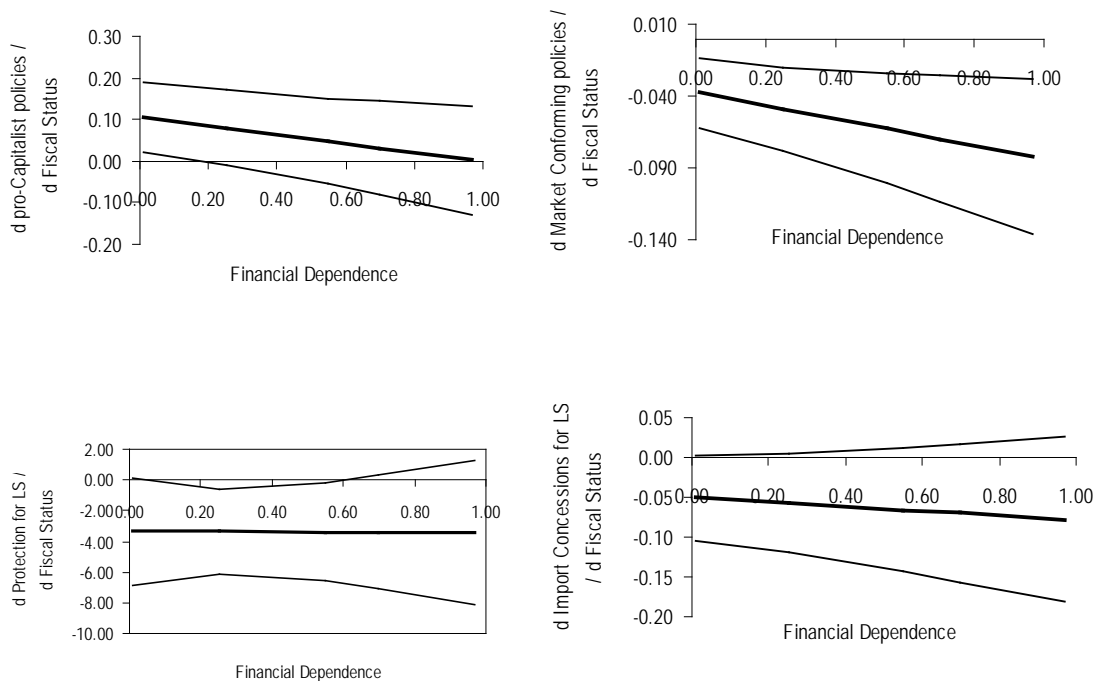 d pro-Capitalist policies /
d Fiscal Status
0.30
0.20
0.10
0.00
-0.10
-0.20
0.00 0.20 0.40 0.60 0.80 1.00
Financial Dependence
d Market Conforming policies /
d Fiscal Status
0.010
-0.040
-0.090
-0.140
0.00 0.20 0.40 0.60 0.80 1.00
Financial Dependence
d Protection for LS /
d Fiscal Status
2.00
0.00
-2.00
-4.00
-6.00
-8.00
-10.00
0.00 0.20 0.40 0.60 0.80 1.00
Financial Dependence
d Import Concessions for LS
/ d Fiscal Status
0.05
0.00
-0.05
-0.10
-0.15
-0.20
0.00 0.20 0.40 0.60 0.80 1.00
Financial Dependence